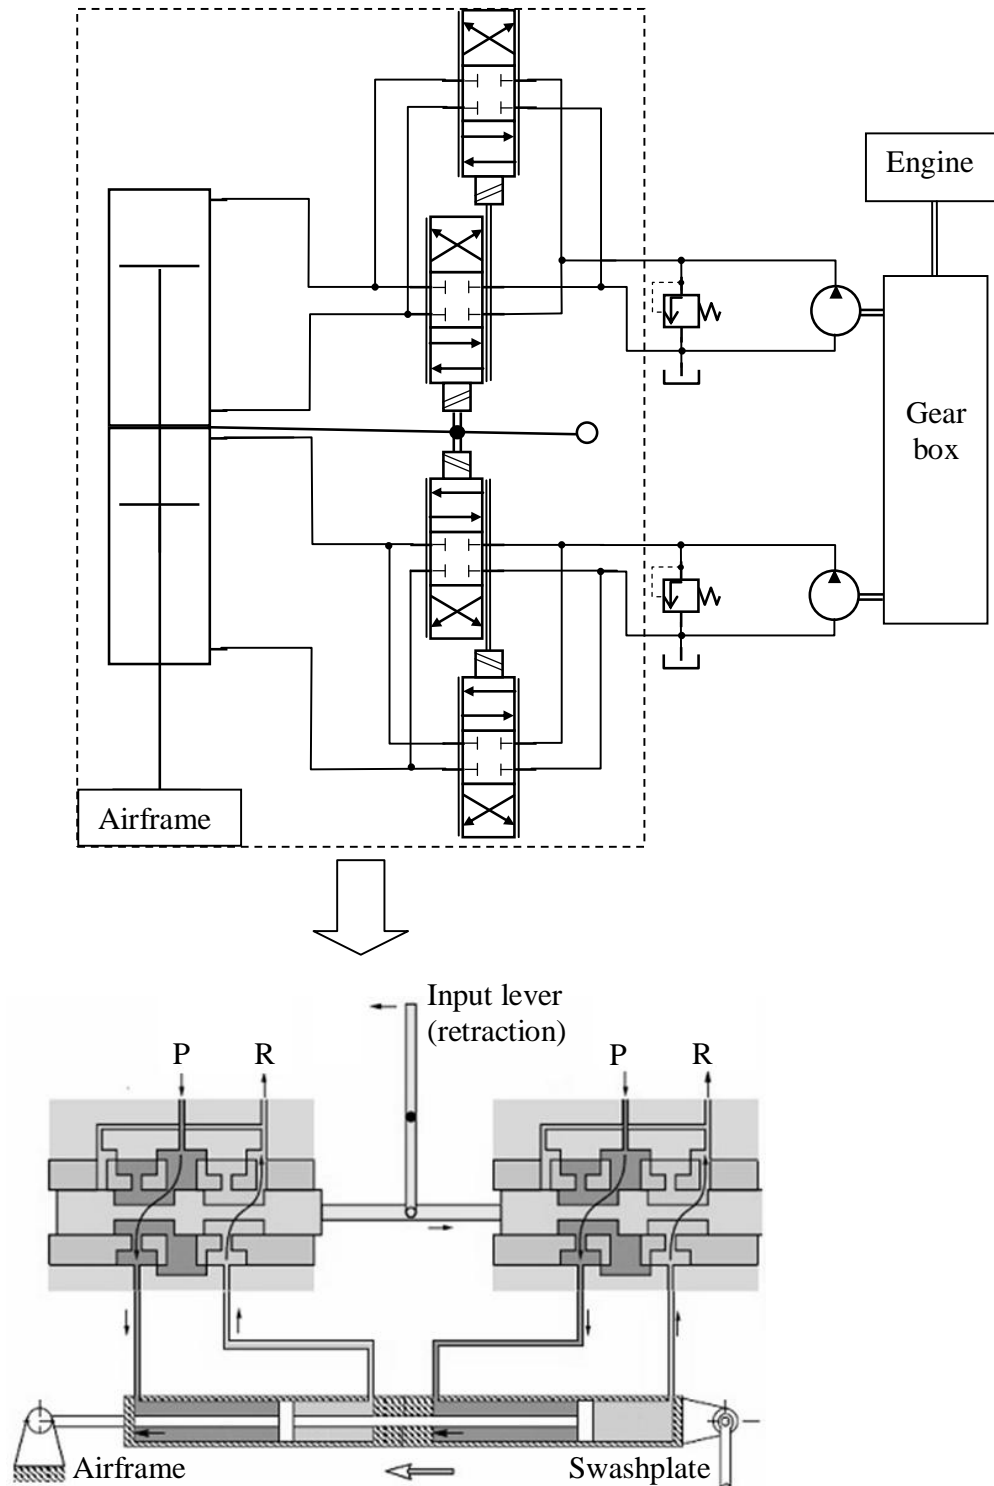 Engine
Gear
box
Airframe
Input lever
(retraction)
P
R
P
R
Airframe
Swashplate